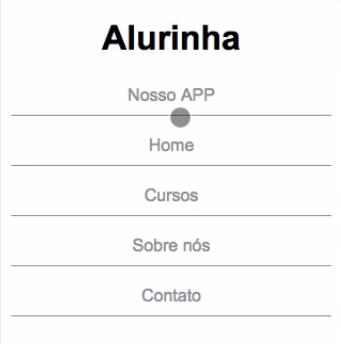 Alurinha
Nosso APP
Home
Cursos
Sobre nós
Contato